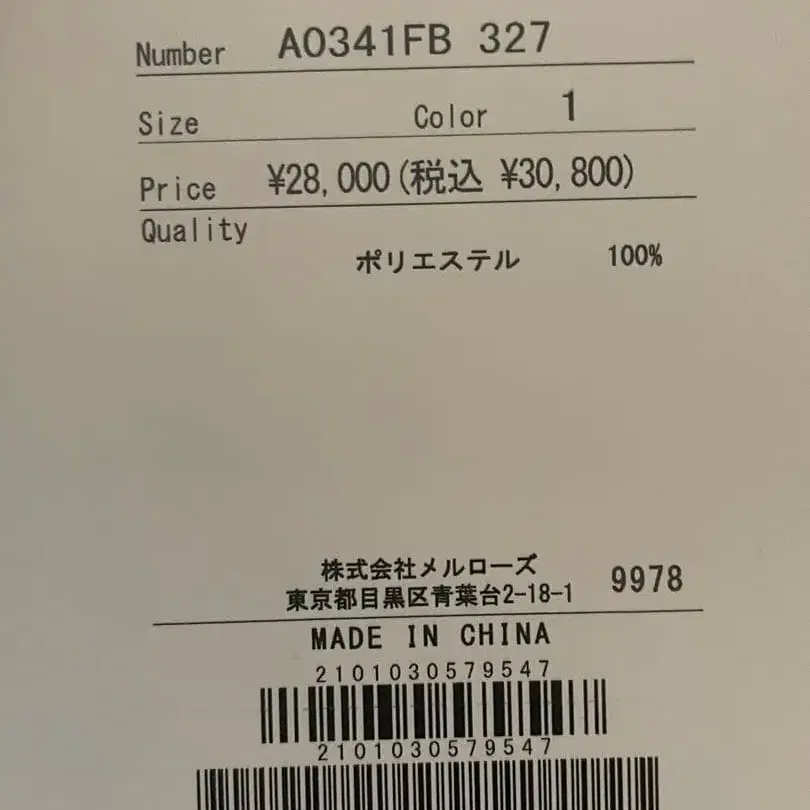 Number AO341FB 327
Size Color 1
Price ¥28,000(税込 ¥30,800)
Quality
ポリエステル 100%
株式会社メルローズ
東京都目黒区青葉台2-18-1 9978
MADE IN CHINA
2101030579547
2101030579547